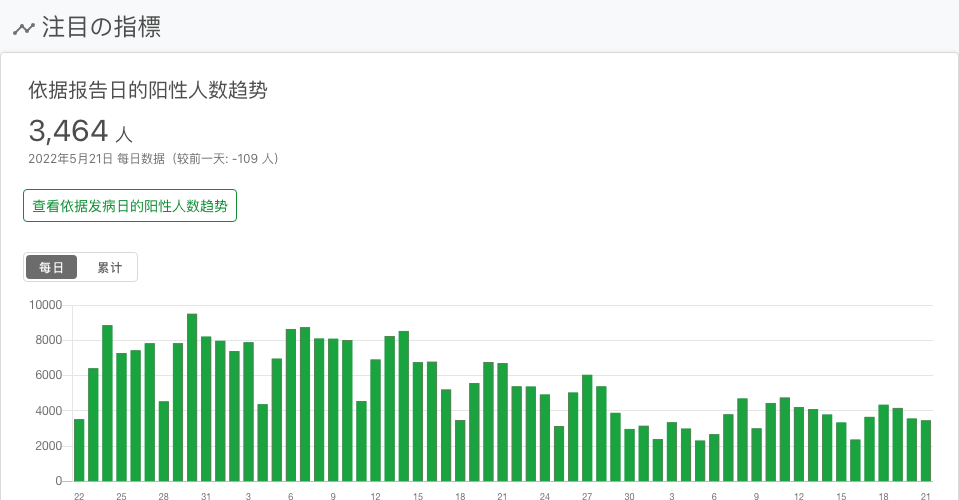 注目の指標
依据报告日的阳性人数趋势
3,464 人
2022年5月21日 每日数据（较前一天: -109 人）
查看依据发病日的阳性人数趋势
每日 累计
10000
8000
6000
4000
2000
0
22 25 28 31 3 6 9 12 15 18 21 24 27 30 3 6 9 12 15 18 21